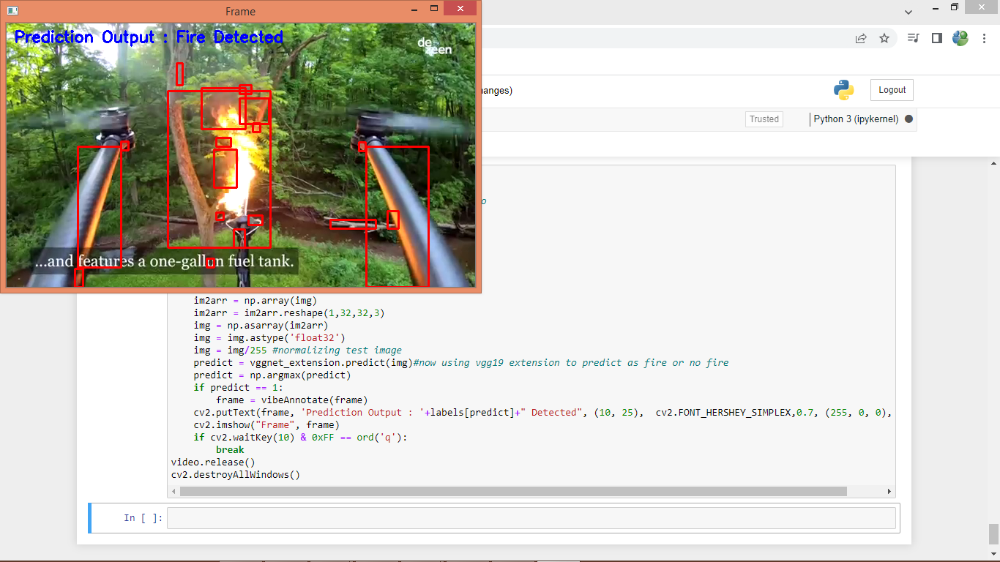 Frame
Prediction Output : Fire Detected
de
zeen
...and features a one-gallon fuel tank.
anges)
Logout
Trusted
Python 3 (ipykernel)
o
im2arr = np.array(img)
im2arr = im2arr.reshape(1,32,32,3)
img = np.asarray(im2arr)
img = img.astype('float32')
img = img/255 #normalizing test image
predict = vggnet_extension.predict(img)#now using vgg19 extension to predict as fire or no fire
predict = np.argmax(predict)
if predict == 1:
frame = vibeAnnotate(frame)
cv2.putText(frame, 'Prediction Output : '+labels[predict]+" Detected", (10, 25),  cv2.FONT_HERSHEY_SIMPLEX,0.7, (255, 0, 0),
cv2.imshow("Frame", frame)
if cv2.waitKey(10) & 0xFF == ord('q'):
break
video.release()
cv2.destroyAllWindows()
In [ ]: